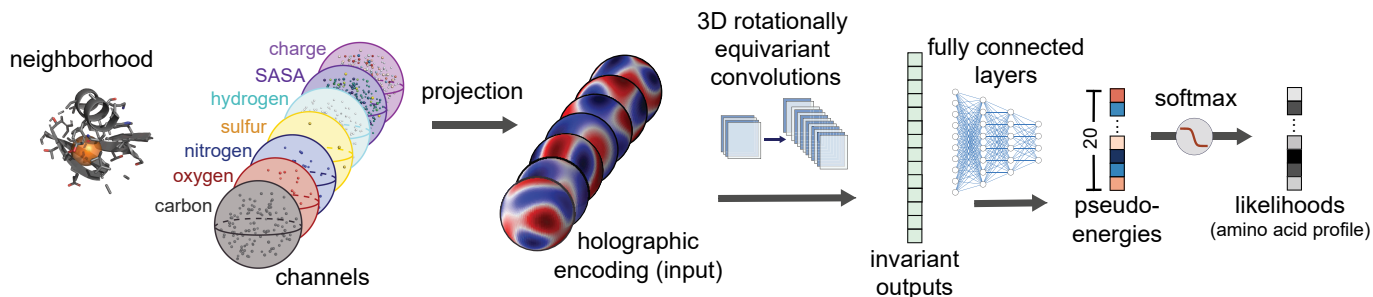 neighborhood
charge
SASA
hydrogen
sulfur
nitrogen
oxygen
carbon
channels
projection
holographic
encoding (input)
3D rotationally
equivariant
convolutions
invariant
outputs
fully connected
layers
20
pseudo-
energies
softmax
likelihoods
(amino acid profile)